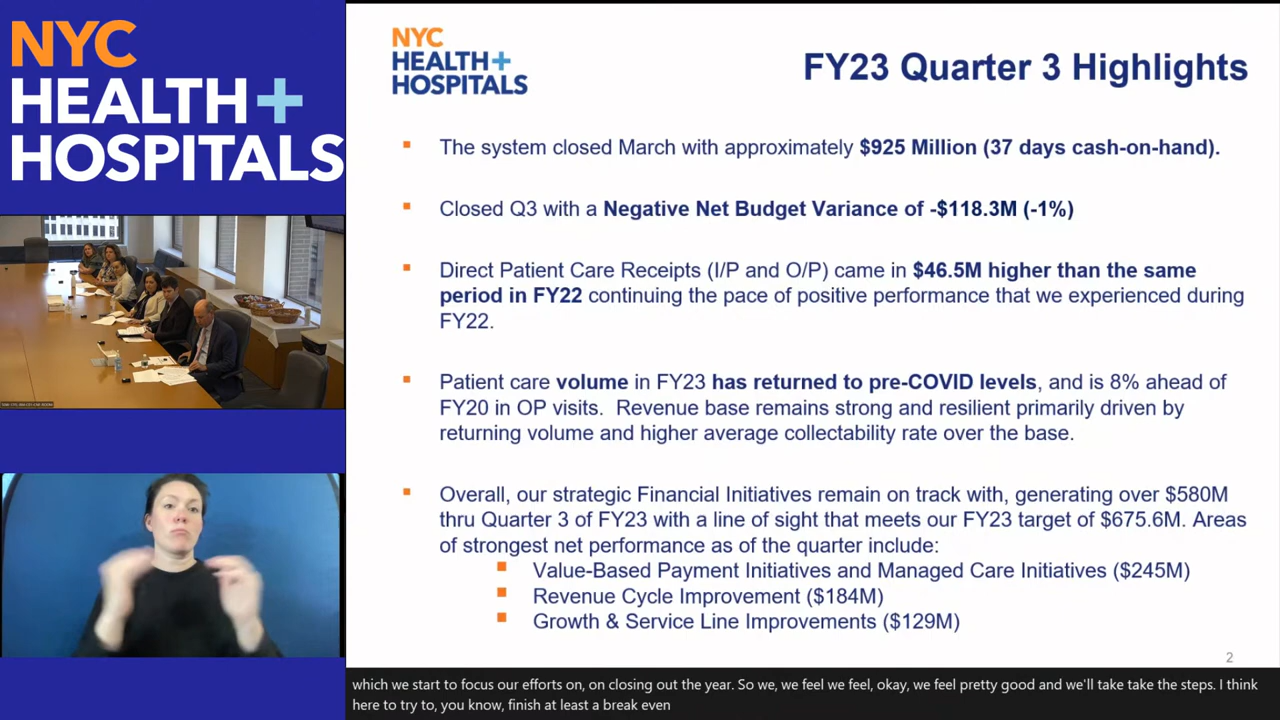 NYC
HEALTH+
HOSPITALS
NYC
HEALTH+
HOSPITALS
FY23 Quarter 3 Highlights
The system closed March with approximately $925 Million (37 days cash-on-hand).
Closed Q3 with a Negative Net Budget Variance of -$118.3M (-1%)
Direct Patient Care Receipts (I/P and O/P) came in $46.5M higher than the same
period in FY22 continuing the pace of positive performance that we experienced during
FY22.
Patient care volume in FY23 has returned to pre-COVID levels, and is 8% ahead of
FY20 in OP visits. Revenue base remains strong and resilient primarily driven by
returning volume and higher average collectability rate over the base.
Overall, our strategic Financial Initiatives remain on track with, generating over $580M
thru Quarter 3 of FY23 with a line of sight that meets our FY23 target of $675.6M. Areas
of strongest net performance as of the quarter include:
Value-Based Payment Initiatives and Managed Care Initiatives ($245M)
Revenue Cycle Improvement ($184M)
Growth & Service Line Improvements ($129M)
2
which we start to focus our efforts on, on closing out the year. So we, we feel we feel, okay, we feel pretty good and we'll take take the steps. I think
here to try to, you know, finish at least a break even